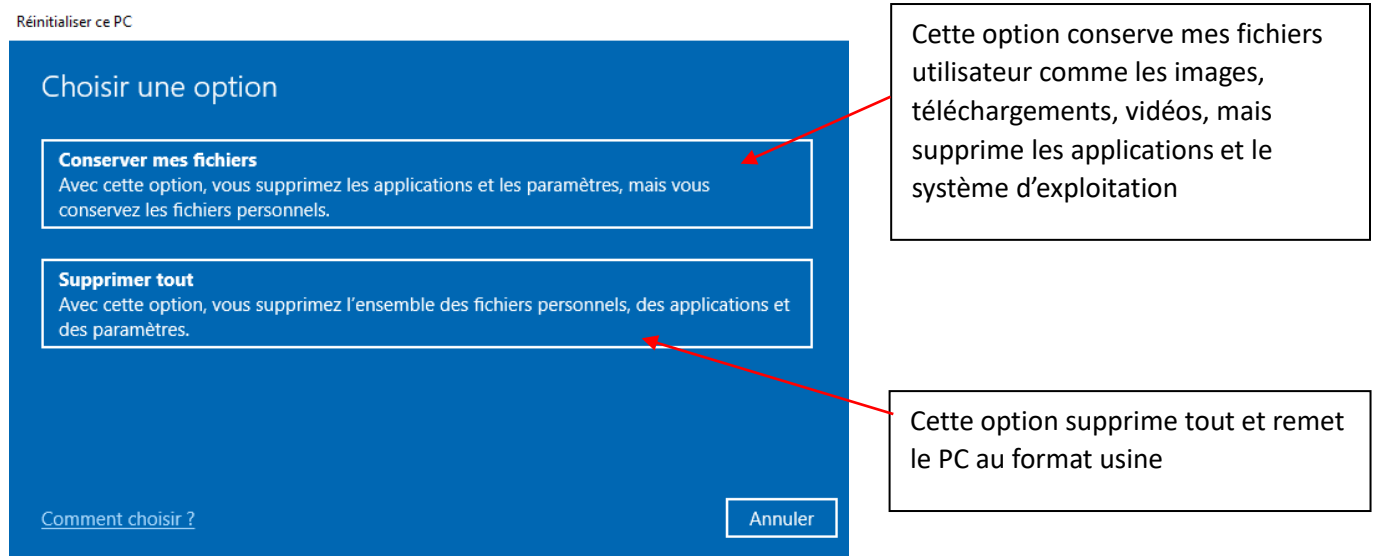 Réinitialiser ce PC
Choisir une option
Conserver mes fichiers
Avec cette option, vous supprimez les applications et les paramètres, mais vous
conservez les fichiers personnels.
Supprimer tout
Avec cette option, vous supprimez l’ensemble des fichiers personnels, des applications et
des paramètres.
Comment choisir ?
Annuler
Cette option conserve mes fichiers
utilisateur comme les images,
téléchargements, vidéos, mais
supprime les applications et le
système d’exploitation
Cette option supprime tout et remet
le PC au format usine